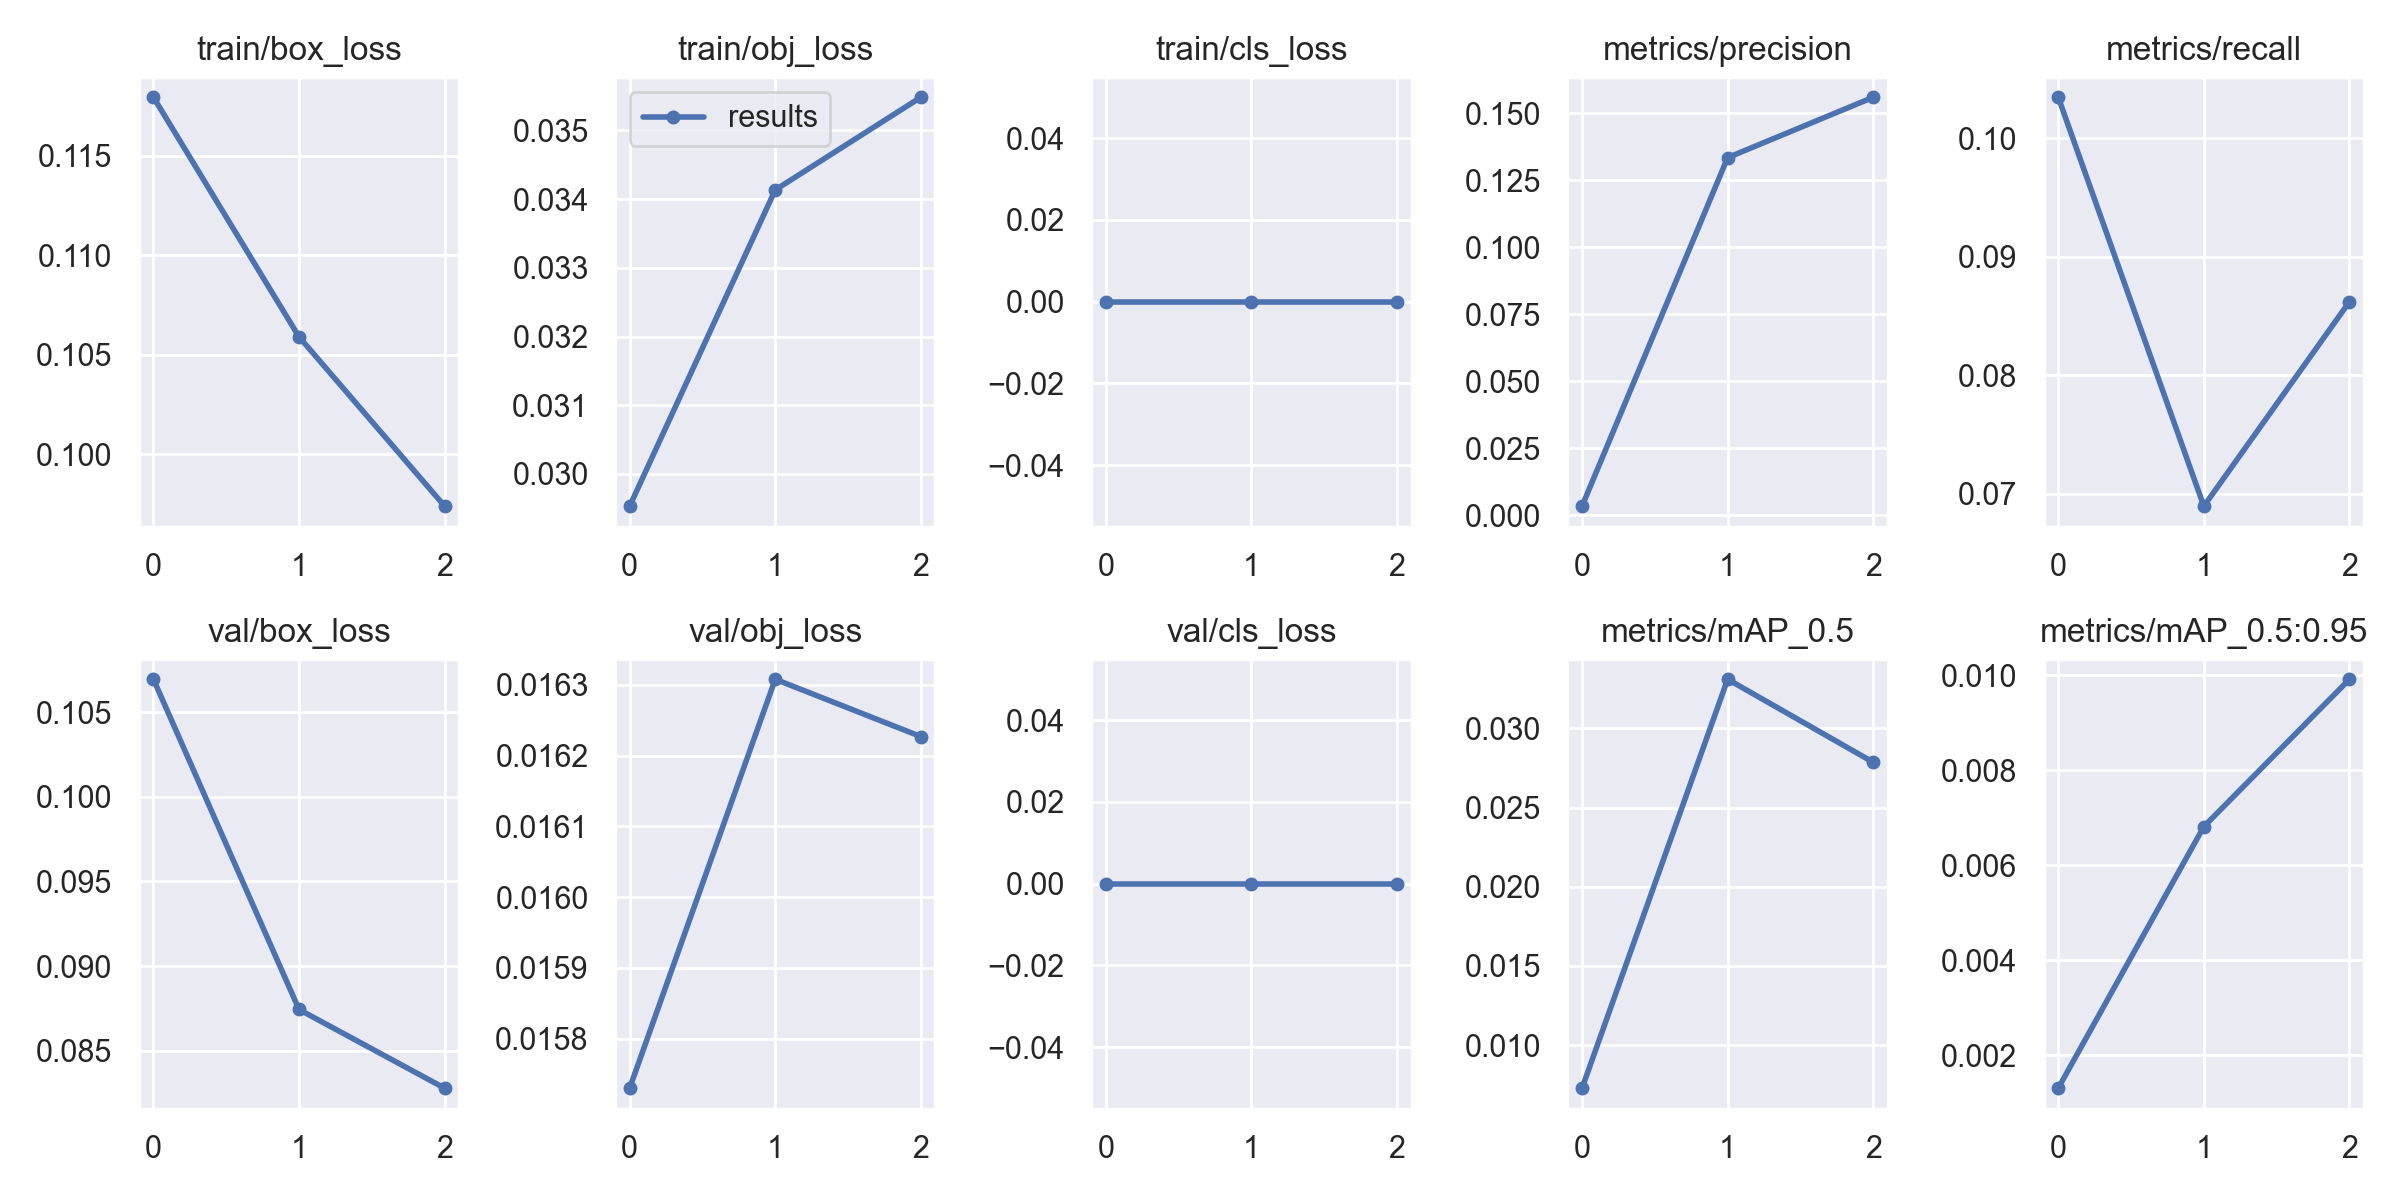 train/box_loss
0.115
0.110
0.105
0.100
0 1 2
train/obj_loss
results
0.035
0.034
0.033
0.032
0.031
0.030
0 1 2
train/cls_loss
0.04
0.02
0.00
−0.02
−0.04
0 1 2
metrics/precision
0.150
0.125
0.100
0.075
0.050
0.025
0.000
0 1 2
metrics/recall
0.10
0.09
0.08
0.07
0 1 2
val/box_loss
0.105
0.100
0.095
0.090
0.085
0 1 2
val/obj_loss
0.0163
0.0162
0.0161
0.0160
0.0159
0.0158
0 1 2
val/cls_loss
0.04
0.02
0.00
−0.02
−0.04
0 1 2
metrics/mAP_0.5
0.030
0.025
0.020
0.015
0.010
0 1 2
metrics/mAP_0.5:0.95
0.010
0.008
0.006
0.004
0.002
0 1 2